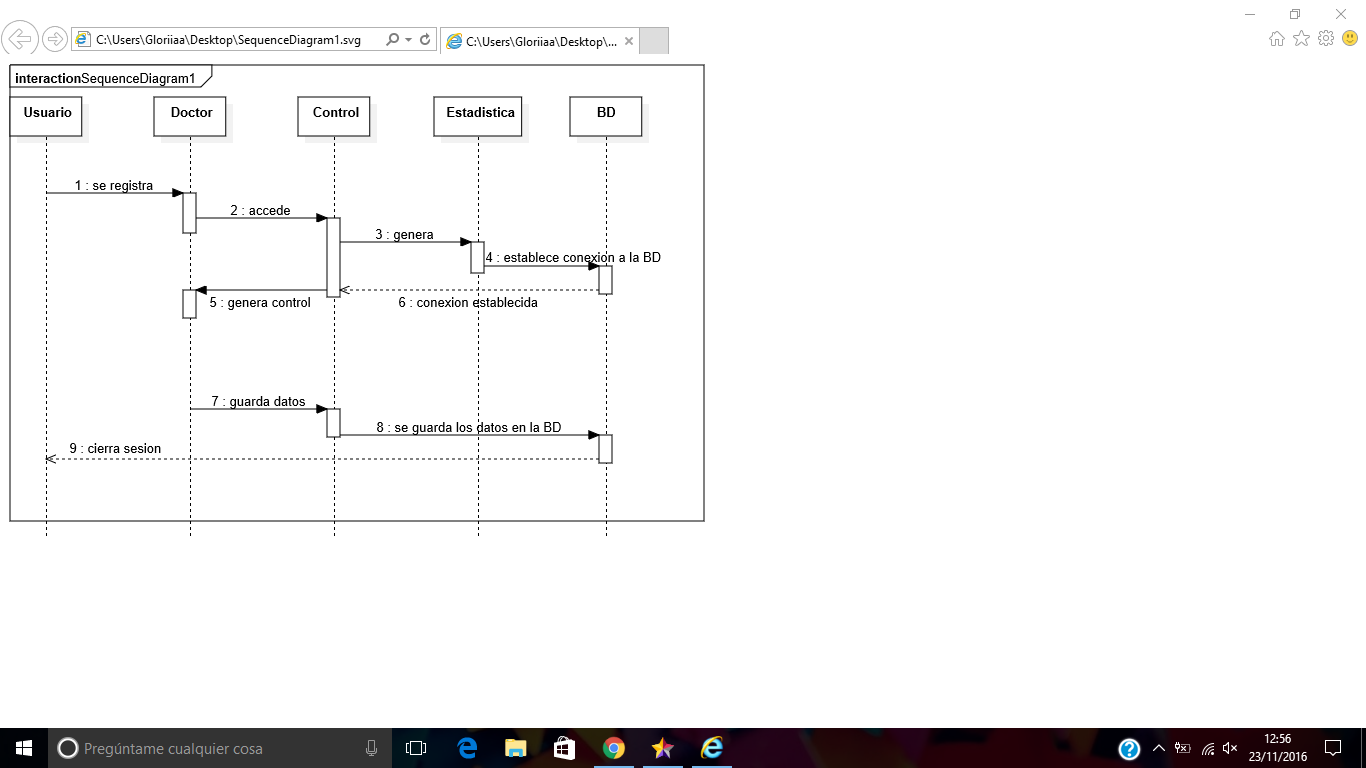 C:\Users\Gloriiaa\Desktop\SequenceDiagram1.svg
C:\Users\Gloriiaa\Desktop\...
interactionSequenceDiagram1
Usuario
Doctor
Control
Estadistica
BD
1 : se registra
2 : accede
3 : genera
4 : establece conexion a la BD
5 : genera control
6 : conexion establecida
7 : guarda datos
8 : se guarda los datos en la BD
9 : cierra sesion
Pregúntame cualquier cosa
12:56
23/11/2016